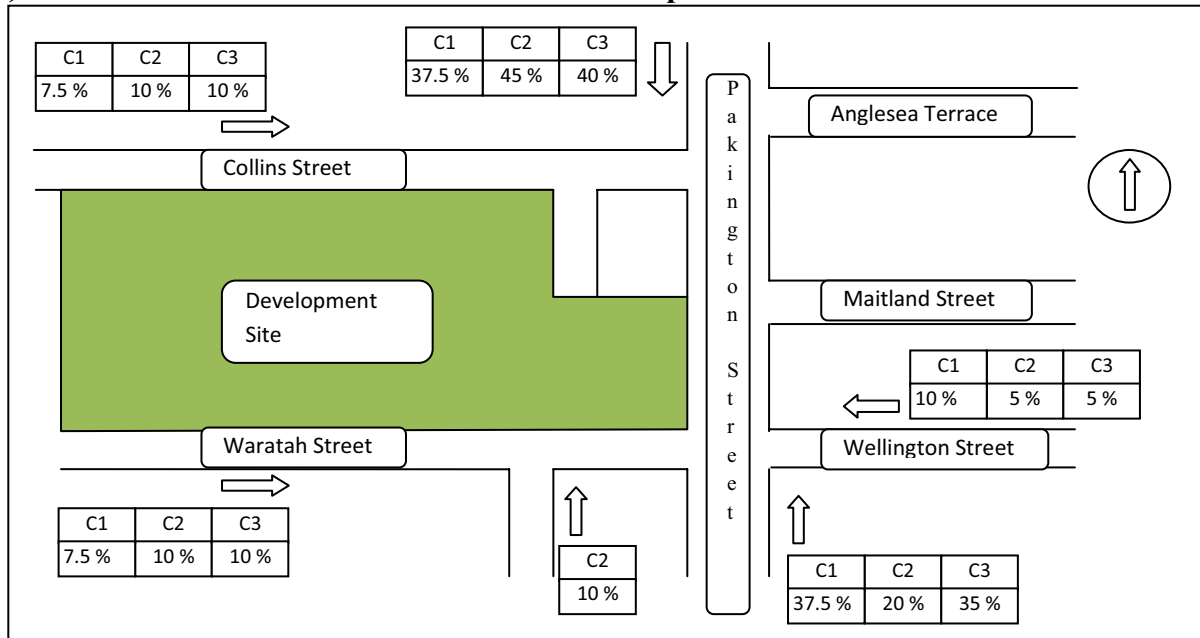 C1 C2 C3
7.5 % 10 % 10 %
C1 C2 C3
37.5 % 45 % 40 %
Pakington Street
Anglesea Terrace
Collins Street
Development
Site
Maitland Street
C1 C2 C3
10 % 5 % 5 %
Waratah Street
Wellington Street
C1 C2 C3
7.5 % 10 % 10 %
C2
10 %
C1 C2 C3
37.5 % 20 % 35 %